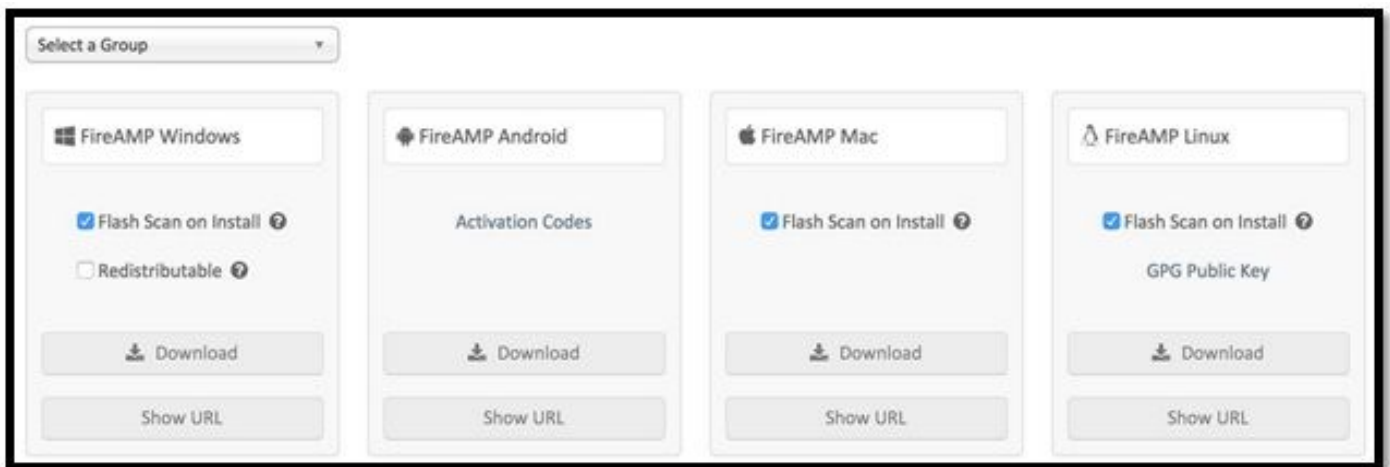 Select a Group
FireAMP Windows
Flash Scan on Install
Redistributable
Download
Show URL
FireAMP Android
Activation Codes
Download
Show URL
FireAMP Mac
Flash Scan on Install
Download
Show URL
FireAMP Linux
Flash Scan on Install
GPG Public Key
Download
Show URL